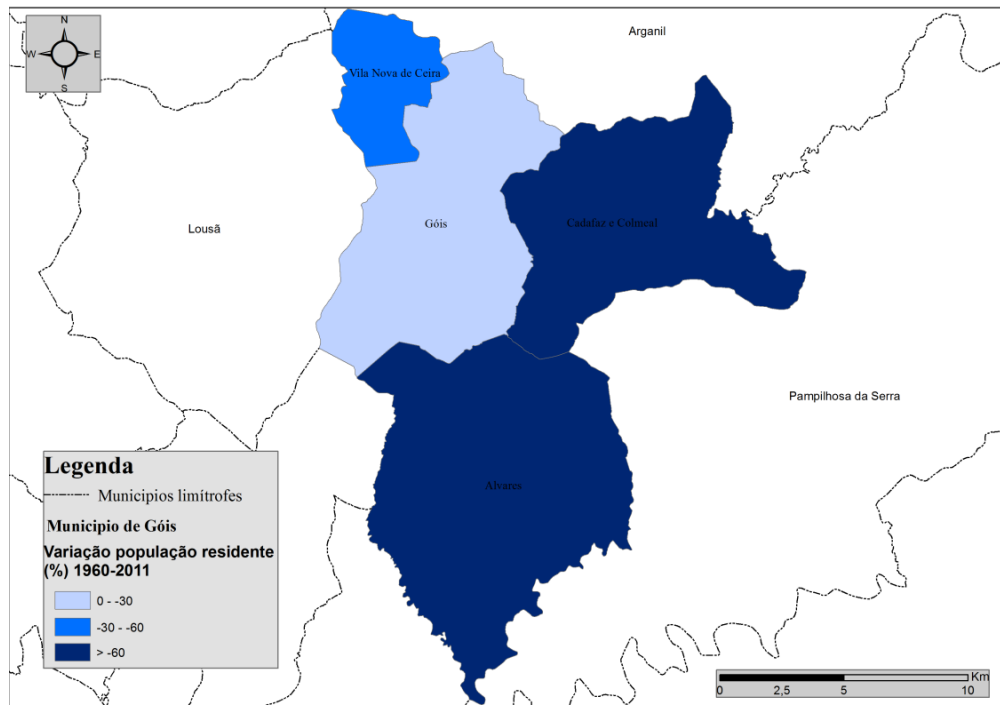 N
W E
S
Arganil
Vila Nova de Ceira
Lousã
Góis
Cadafaz e Colmeal
Pampilhosa da Serra
Alvares
Legenda
Municipios limítrofes
Municipio de Góis
Variação população residente
(%) 1960-2011
0 - -30
-30 - -60
> -60
Km
0 2,5 5 10